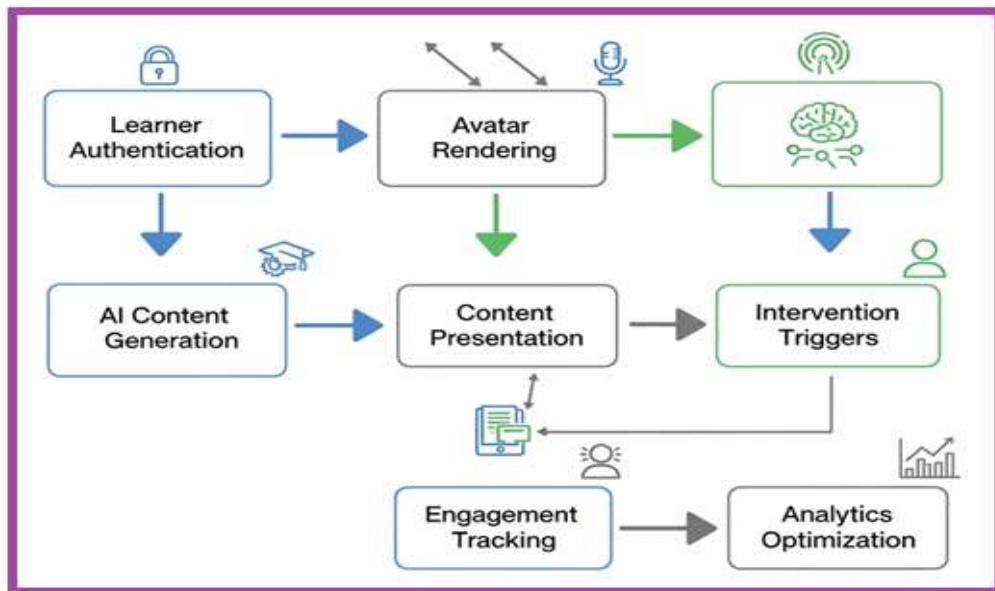 Learner
Authentication
Avatar
Rendering
AI Content
Generation
Content
Presentation
Intervention
Triggers
Engagement
Tracking
Analytics
Optimization